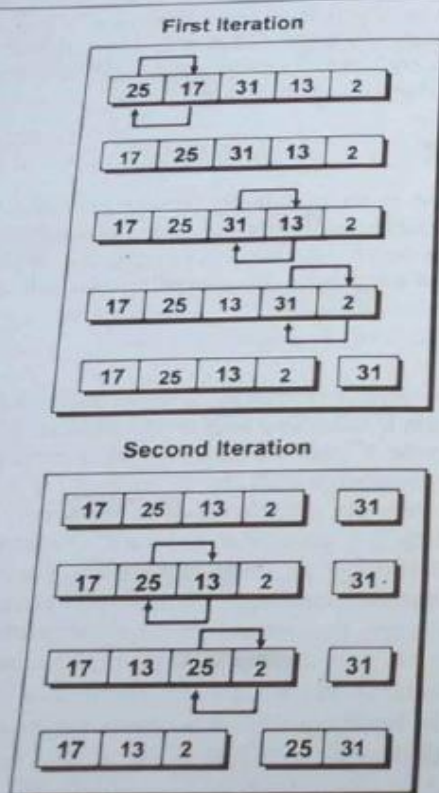 First Iteration
25 17 31 13 2
17 25 31 13 2
17 25 31 13 2
17 25 13 31 2
17 25 13 2 31
Second Iteration
17 25 13 2 31
17 25 13 2 31
17 13 25 2 31
17 13 2 25 31